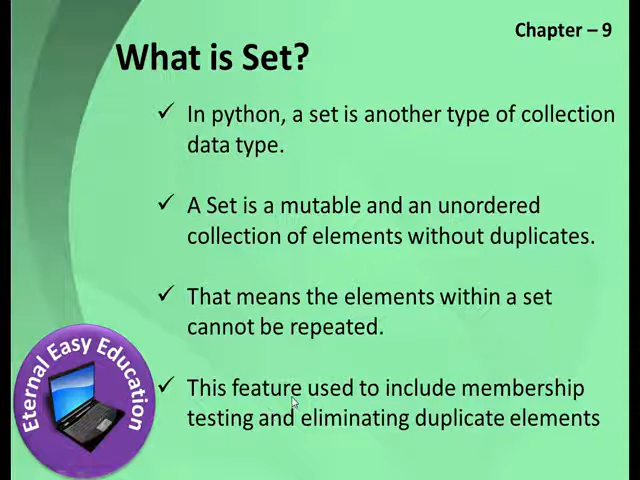 Chapter – 9
What is Set?
✓ In python, a set is another type of collection
data type.
✓ A Set is a mutable and an unordered
collection of elements without duplicates.
✓ That means the elements within a set
cannot be repeated.
✓ This feature used to include membership
testing and eliminating duplicate elements
Eternal Easy Education